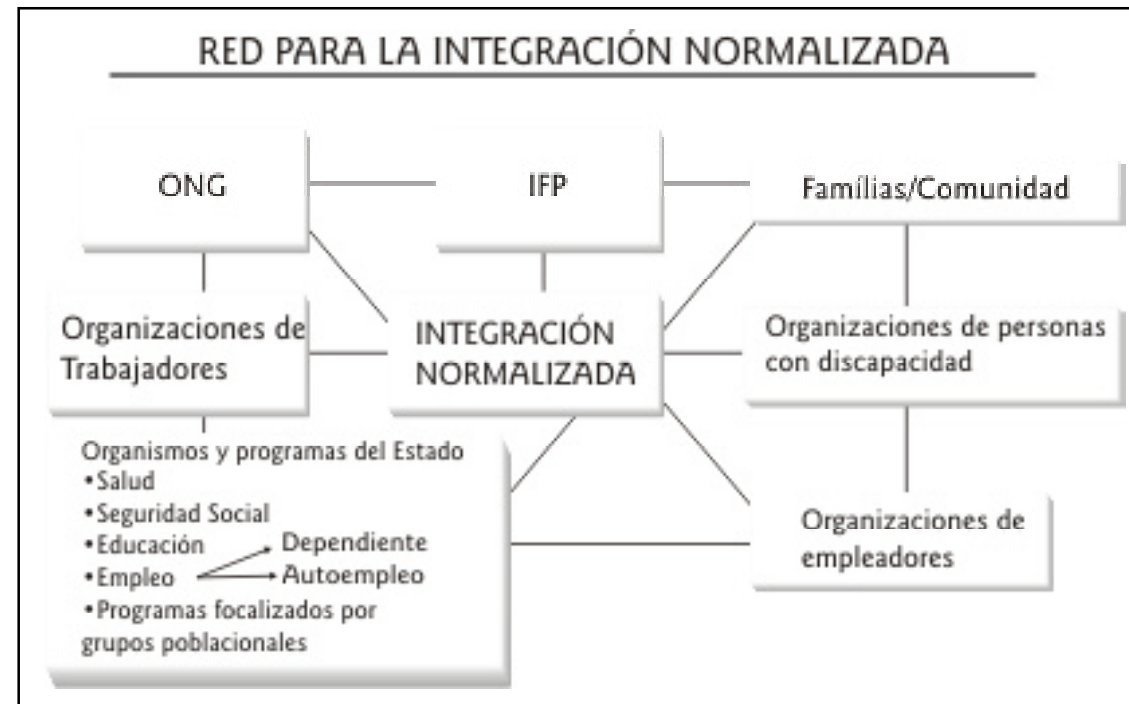 RED PARA LA INTEGRACIÓN NORMALIZADA
ONG
IFP
Famílias/Comunidad
Organizaciones de
Trabajadores
INTEGRACIÓN
NORMALIZADA
Organizaciones de personas
con discapacidad
Organismos y programas del Estado
•Salud
•Seguridad Social
•Educación
Dependiente
•Empleo
Autoempleo
•Programas focalizados por
grupos poblacionales
Organizaciones de
empleadores